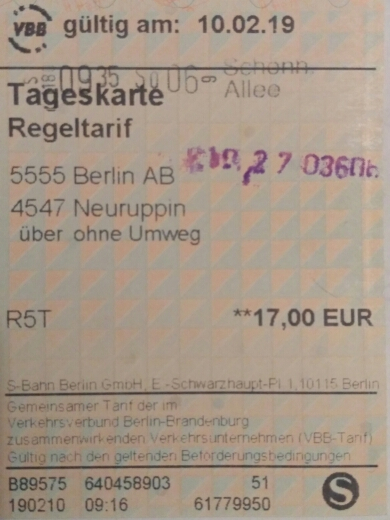 VBB gültig am: 10.02.19
0935 Schönh.
Tageskarte
Allee
Regeltarif
5555 Berlin AB
4547 Neuruppin
über ohne Umweg
R5T **17,00 EUR
S-Bahn Berlin GmbH, E.-Schwarzhaupt-Pl.1,10115 Berlin
Gemeinsamer Tarif der im
Verkehrsverbund Berlin-Brandenburg
zusammenwirkenden Verkehrsunternehmen (VBB-Tarif)
Gültig nach den geltenden Beförderungsbedingungen
B89575 640458903 51
190210 09:16 61779950
S